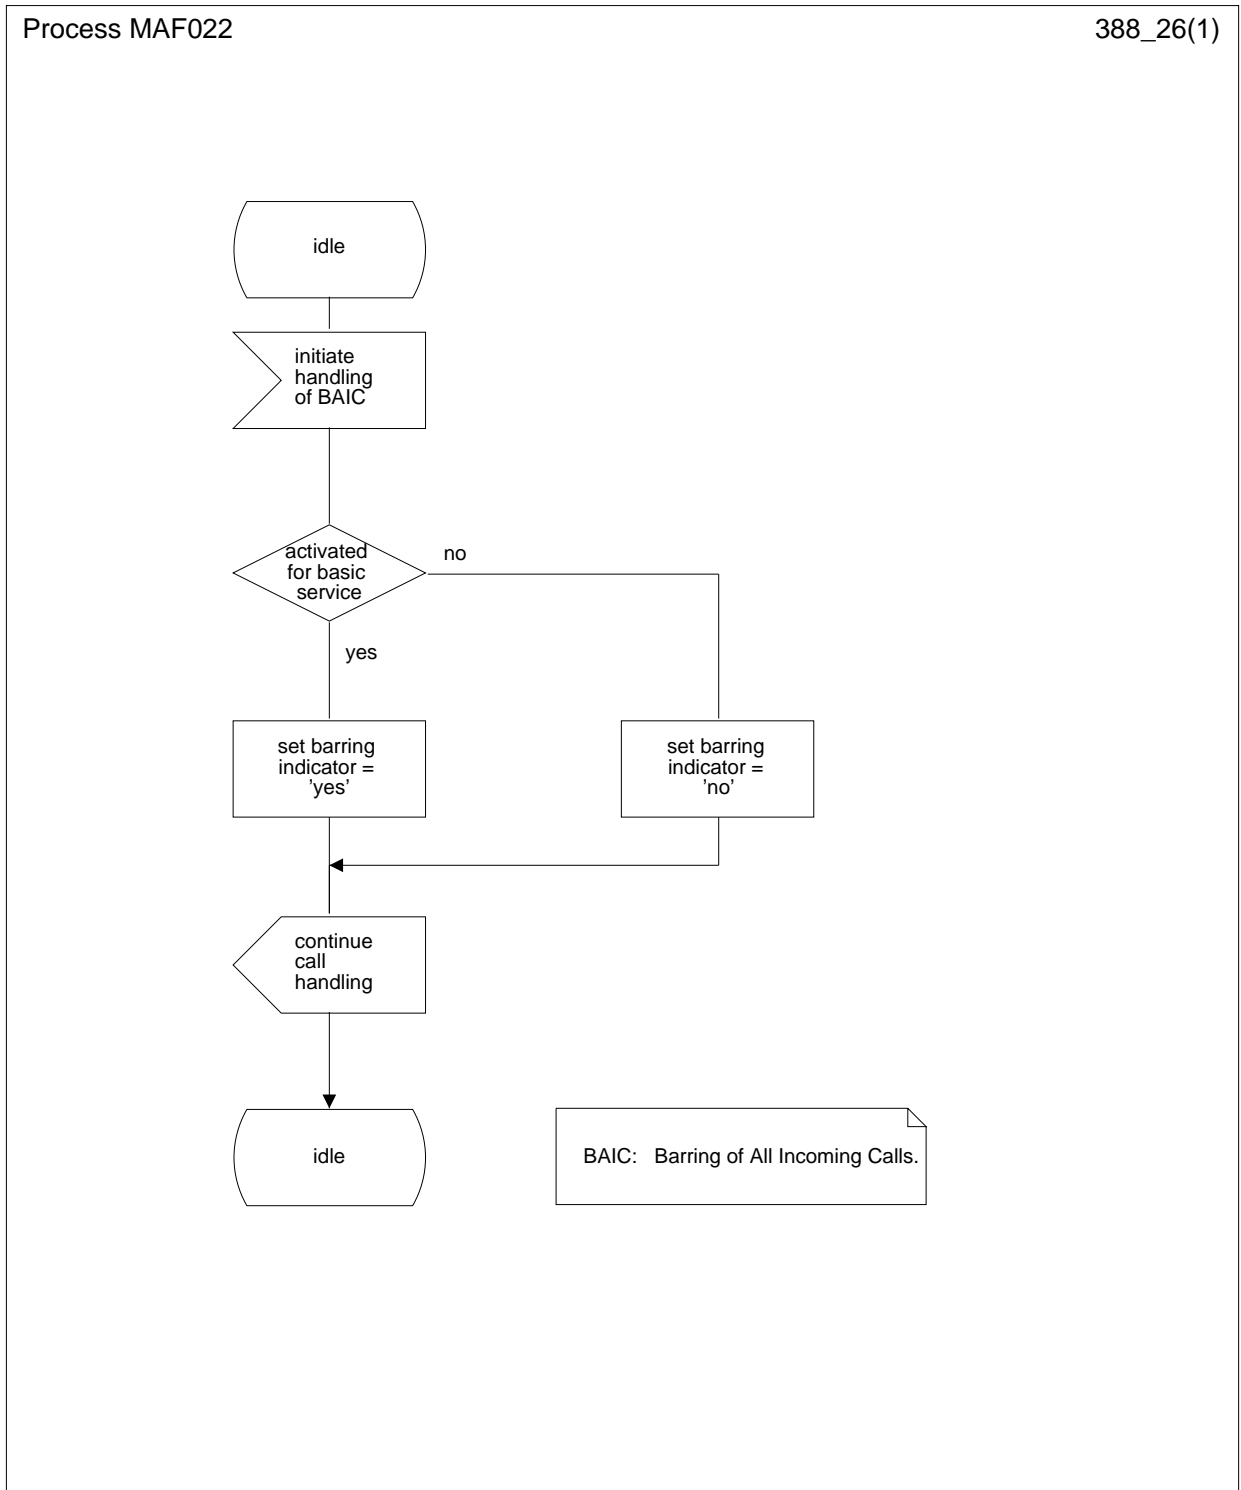 Process MAF022
388_26(1)
idle
initiate
handling
of BAIC
activated
for basic
service
no
yes
set barring
indicator =
’yes’
set barring
indicator =
’no’
continue
call
handling
idle
BAIC: Barring of All Incoming Calls.